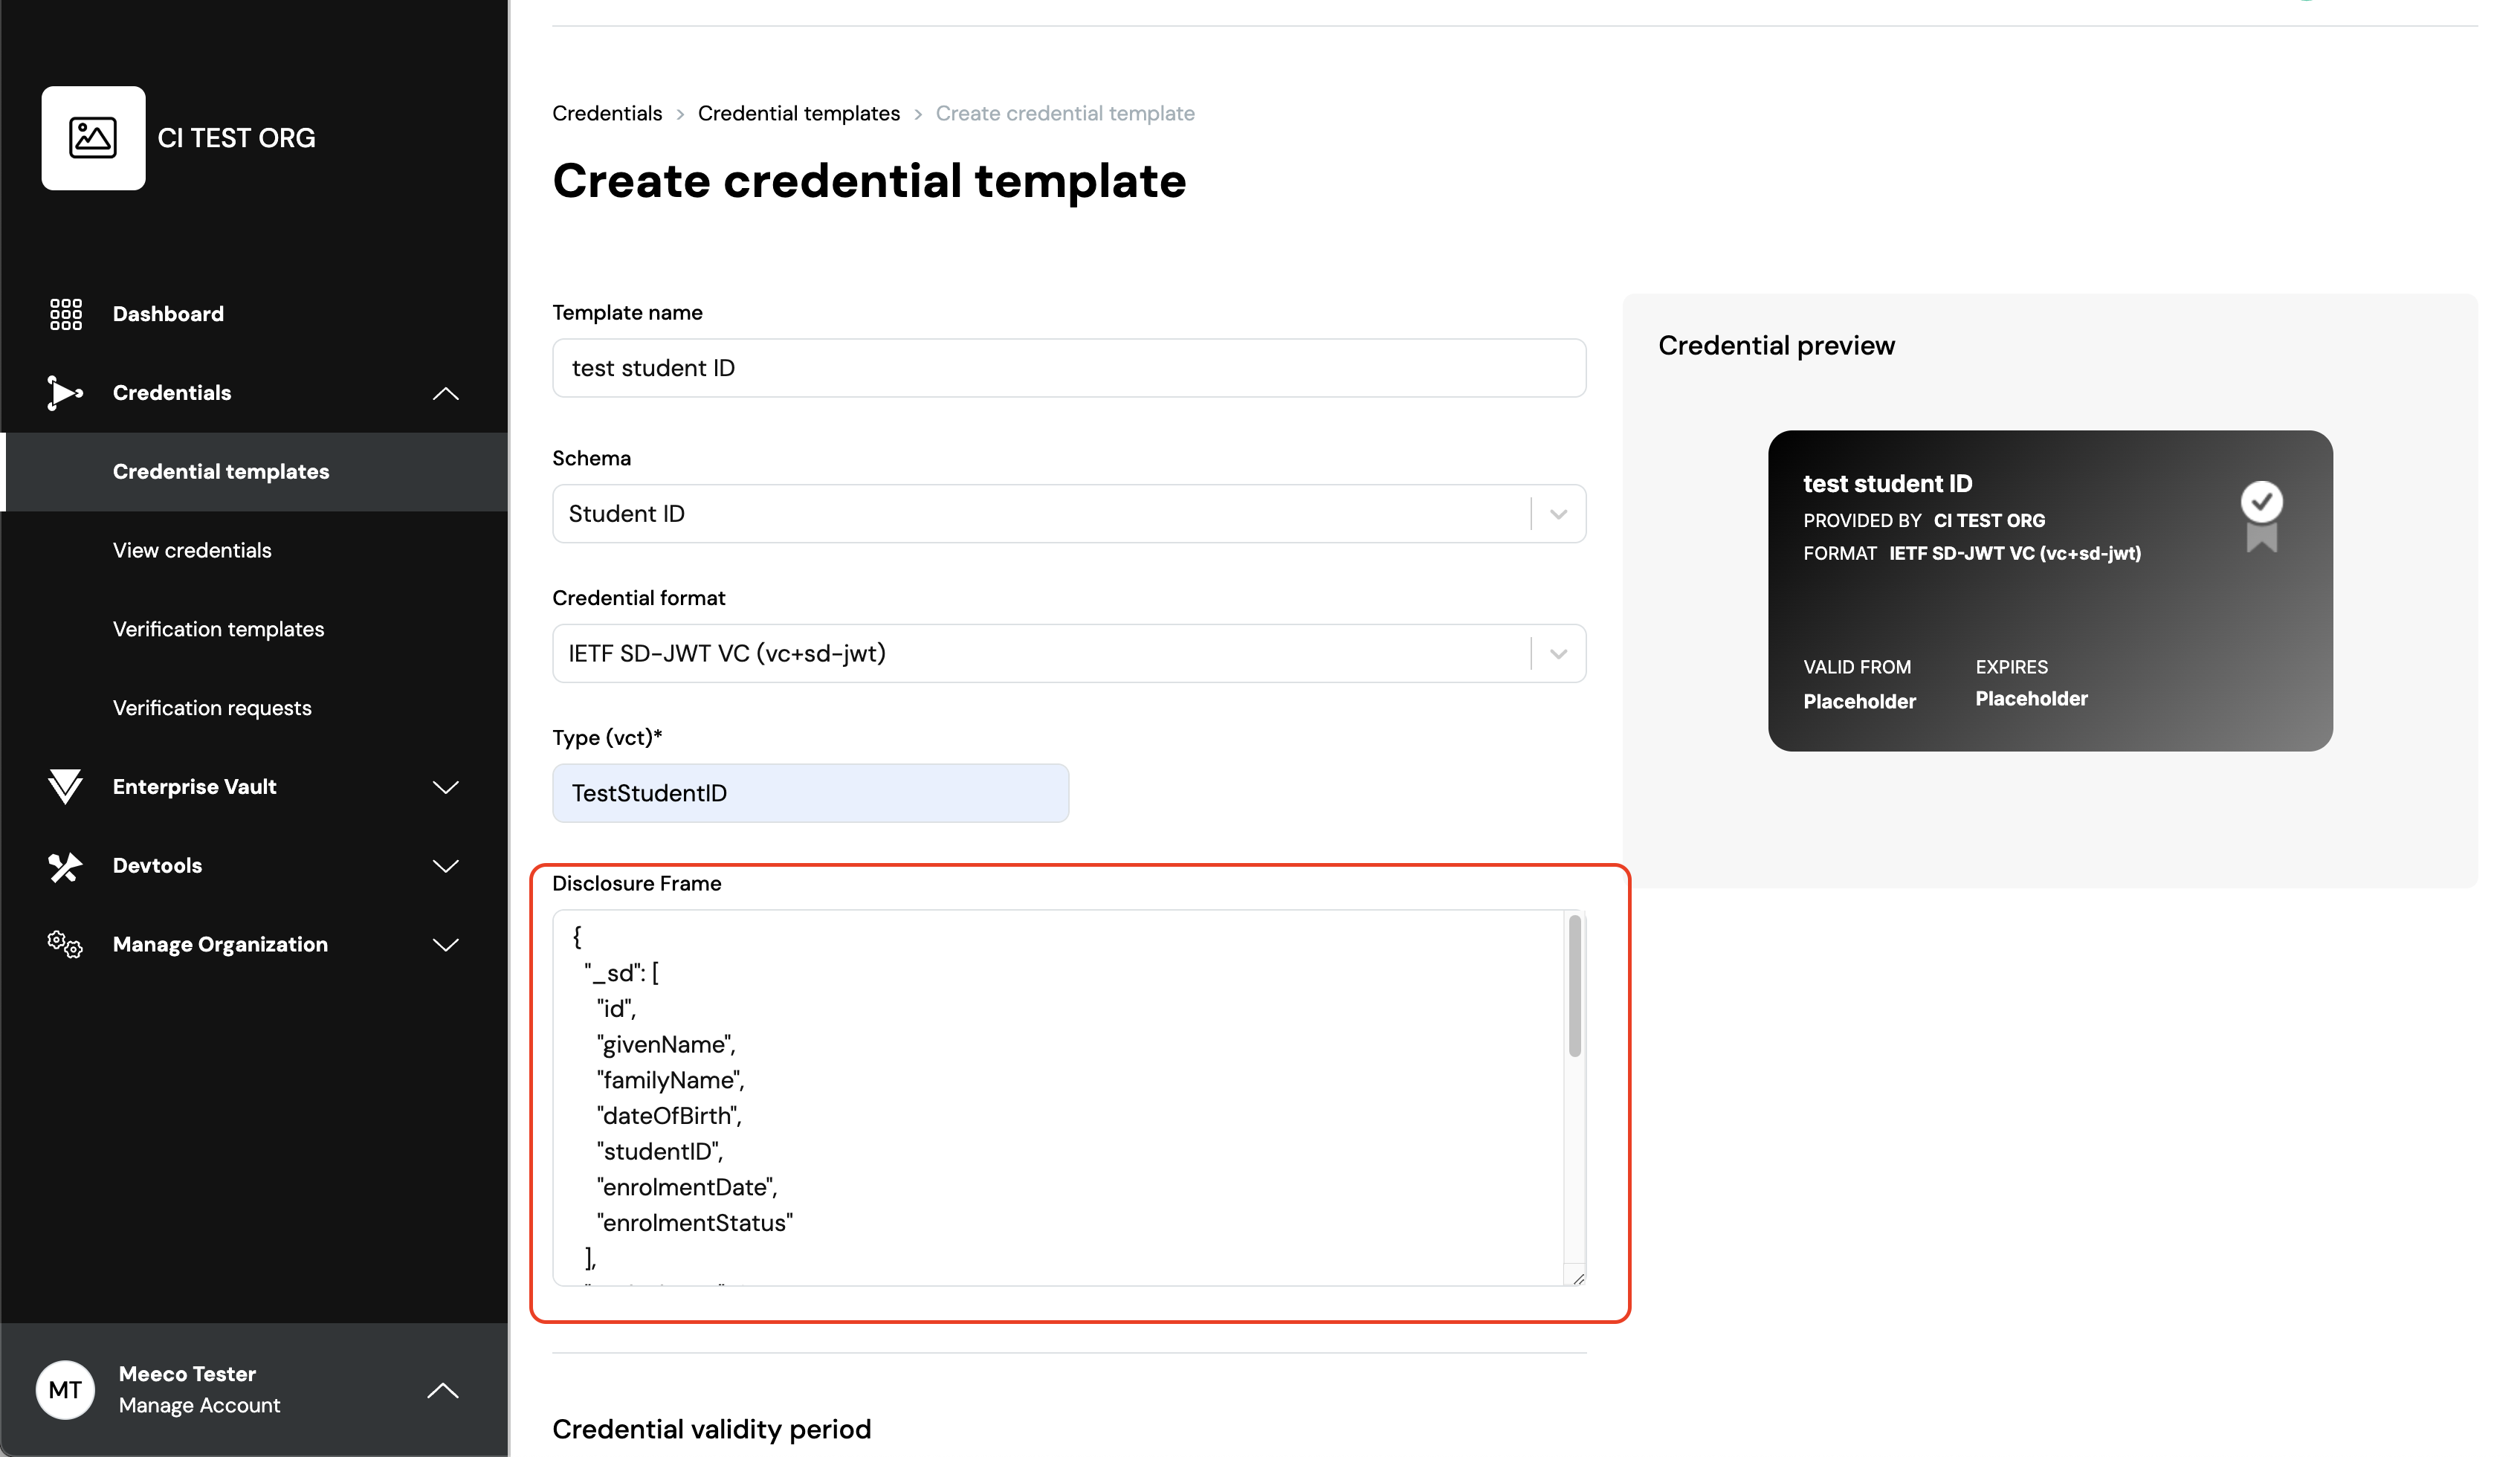 CI TEST ORG
Dashboard
Credentials
Credential templates
View credentials
Verification templates
Verification requests
Enterprise Vault
Devtools
Manage Organization
MT
Meeco Tester
Manage Account
Credentials > Credential templates > Create credential template
Create credential template
Template name
test student ID
Schema
Student ID
Credential format
IETF SD-JWT VC (vc+sd-jwt)
Type (vct)*
TestStudentID
Disclosure Frame
{
"_sd": [
"id",
"givenName",
"familyName",
"dateOfBirth",
"studentID",
"enrolmentDate",
"enrolmentStatus"
],
Credential validity period
Credential preview
test student ID
PROVIDED BY CI TEST ORG
FORMAT IETF SD-JWT VC (vc+sd-jwt)
VALID FROM EXPIRES
Placeholder Placeholder